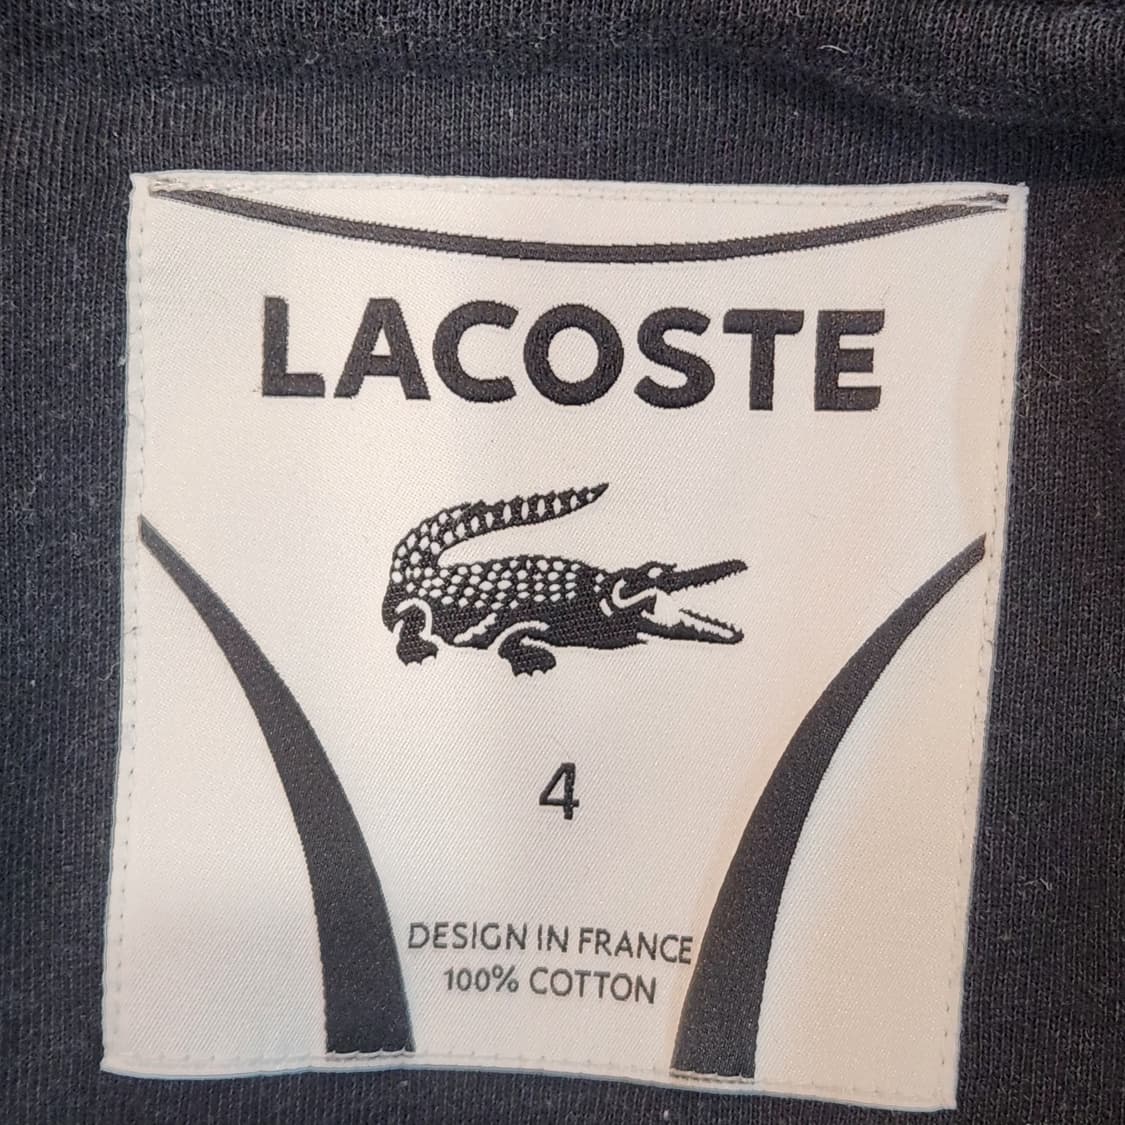 LACOSTE
4
DESIGN IN FRANCE
100% COTTON